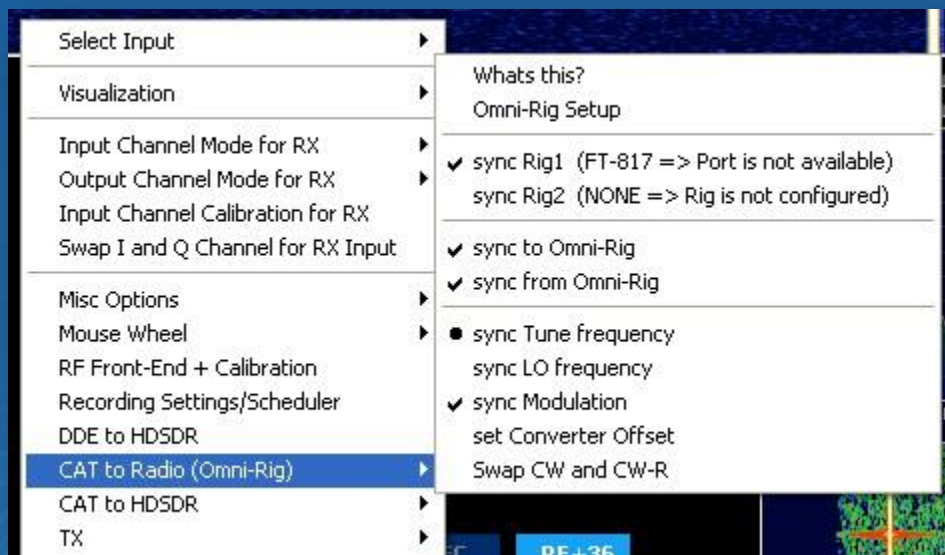 Select Input
Visualization
Input Channel Mode for RX
Output Channel Mode for RX
Input Channel Calibration for RX
Swap I and Q Channel for RX Input
Misc Options
Mouse Wheel
RF Front-End + Calibration
Recording Settings/Scheduler
DDE to HDSDR
CAT to Radio (Omni-Rig)
CAT to HDSDR
TX
Whats this?
Omni-Rig Setup
sync Rig1 (FT-817 => Port is not available)
sync Rig2 (NONE => Rig is not configured)
sync to Omni-Rig
sync from Omni-Rig
sync Tune frequency
sync LO frequency
sync Modulation
set Converter Offset
Swap CW and CW-R
RF+36